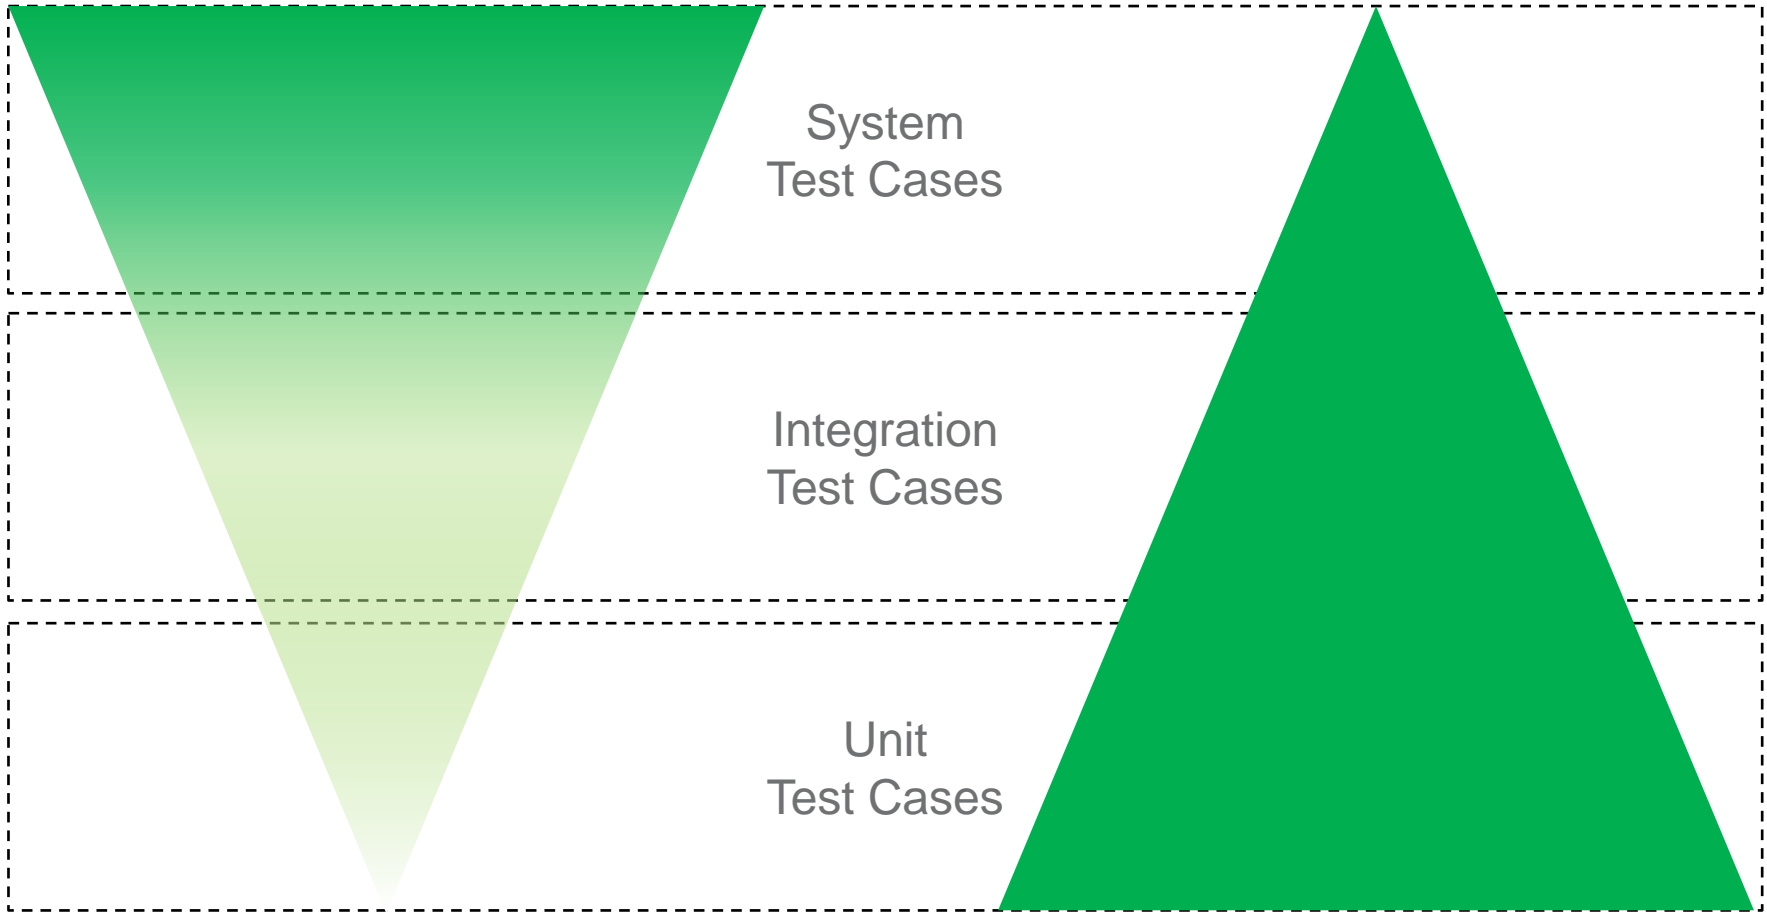 System
Test Cases
Integration
Test Cases
Unit
Test Cases